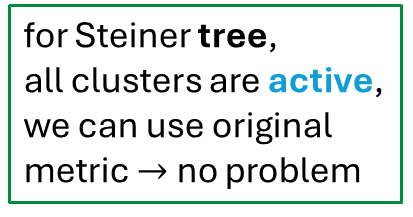 for Steiner tree,
all clusters are active,
we can use original
metric → no problem